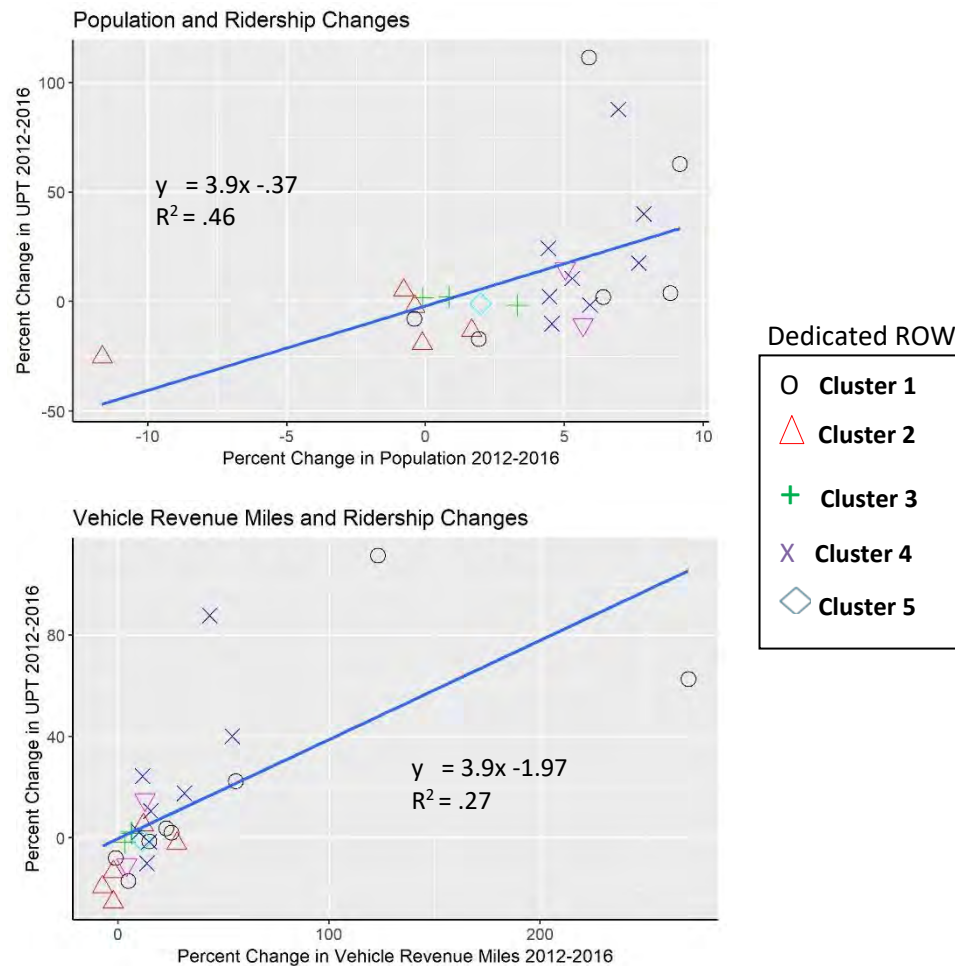 Population and Ridership Changes
Percent Change in UPT 2012-2016
100
50
0
-50
y = 3.9x -.37
R² = .46
-10
-5
0
5
10
Percent Change in Population 2012-2016
Vehicle Revenue Miles and Ridership Changes
Percent Change in UPT 2012-2016
80
40
0
y = 3.9x -1.97
R² = .27
0
100
200
Percent Change in Vehicle Revenue Miles 2012-2016
Dedicated ROW
Cluster 1
Cluster 2
Cluster 3
Cluster 4
Cluster 5